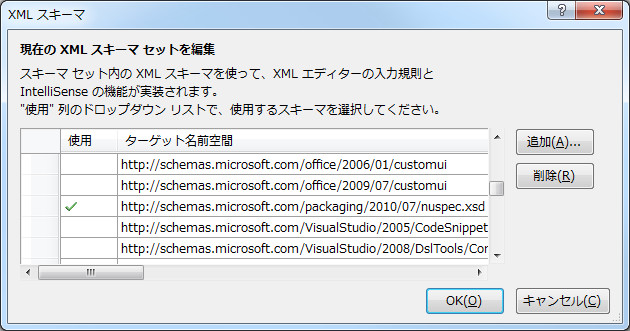 XML スキーマ
現在の XML スキーマ セットを編集
スキーマ セット内の XML スキーマを使って、XML エディターの入力規則と
IntelliSense の機能が実装されます。
"使用" 列のドロップダウン リストで、使用するスキーマを選択してください。
使用 ターゲット名前空間
http://schemas.microsoft.com/office/2006/01/customui
http://schemas.microsoft.com/office/2009/07/customui
http://schemas.microsoft.com/packaging/2010/07/nuspec.xsd
http://schemas.microsoft.com/VisualStudio/2005/CodeSnippet
http://schemas.microsoft.com/VisualStudio/2008/DslTools/Cor
追加(A)...
削除(R)
OK(O)
キャンセル(C)